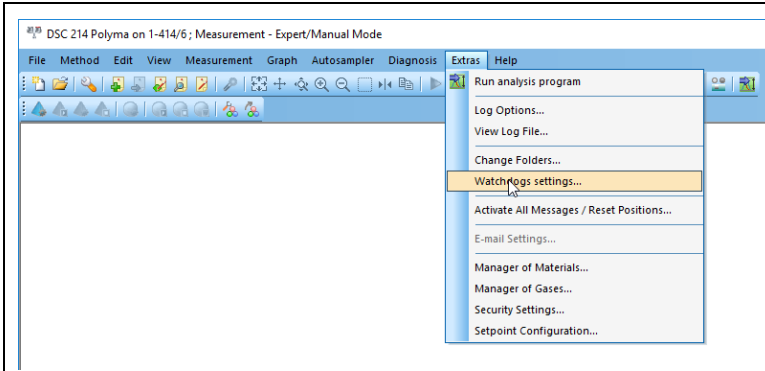 DSC 214 Polyma on 1-414/6 ; Measurement - Expert/Manual Mode
File Method Edit View Measurement Graph Autosampler Diagnosis Extras Help
Run analysis program
Log Options...
View Log File...
Change Folders...
Watchdogs settings...
Activate All Messages / Reset Positions...
E-mail Settings...
Manager of Materials...
Manager of Gases...
Security Settings...
Setpoint Configuration...